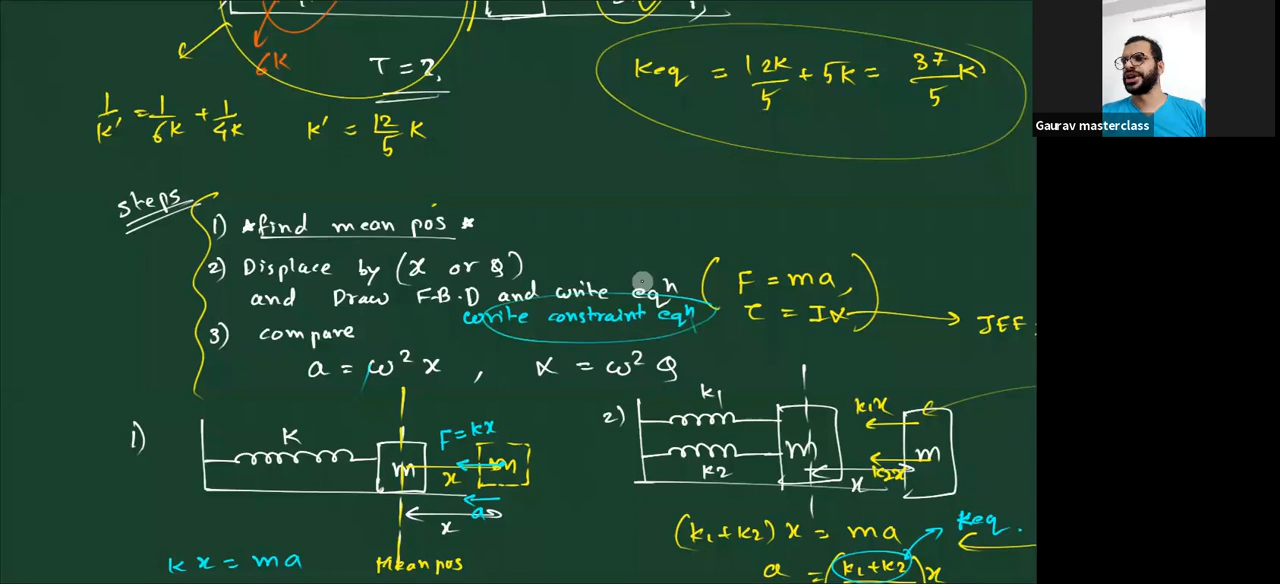 6K
T = ?
Keq = 12K/5 + 5K = 37/5 K
1/K' = 1/6K + 1/4K
K' = 12/5 K
Gaurav masterclass
steps
1) *find mean pos*
2) Displace by (x or θ)
and Draw F.B.D and write eqn
(F = ma,
τ = Iα)
JEE
write constraint eqn
3) compare
a = ω² x , α = ω² θ
1)
K
m
F = kx
m
x
a
x
kx = ma
Mean pos
2)
k1
k2
m
k1x
k2x
m
x
(k1+k2) x = ma
keq.
a = (k1+k2) x